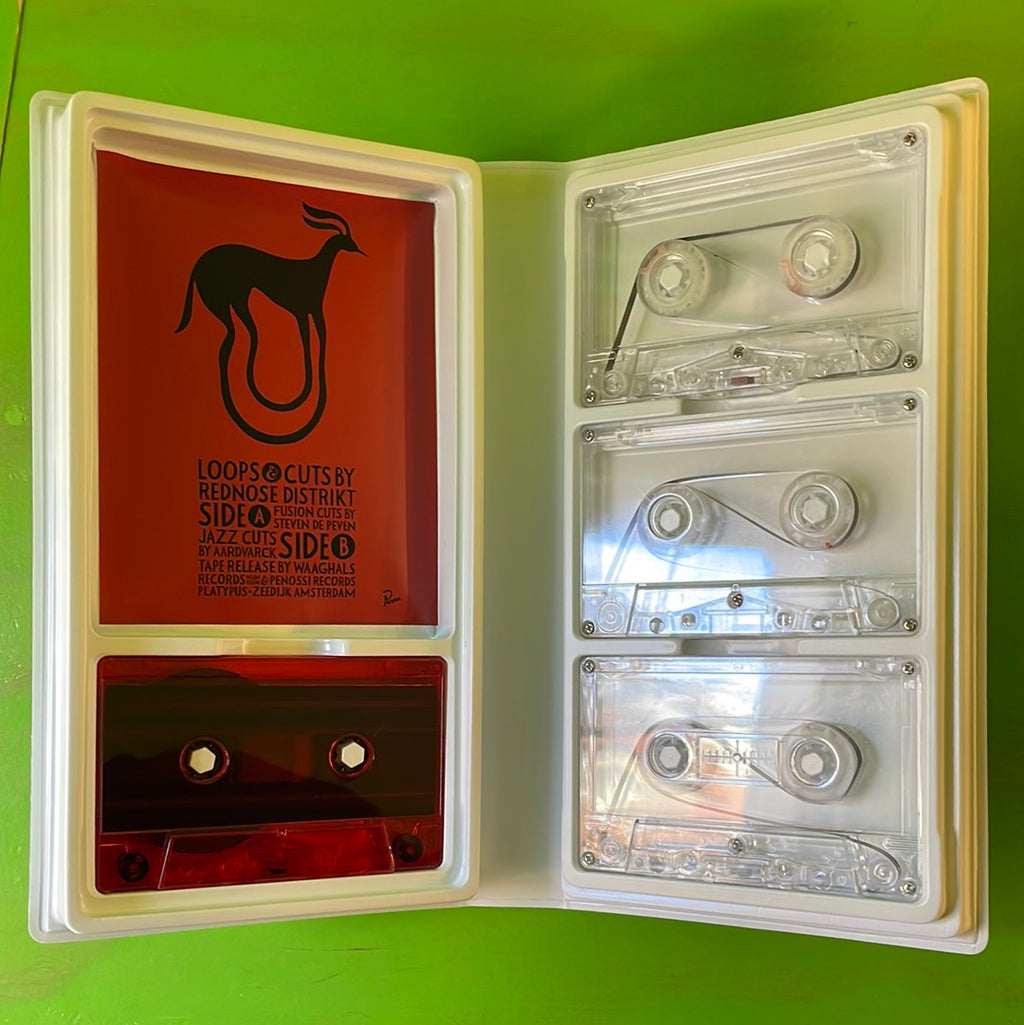 LOOPS & CUTS BY
REDNOSE DISTRIKT
SIDE A FUSION CUTS BY
STEVEN DE PEVEN
JAZZ CUTS
BY AARDVARCK SIDE B
TAPE RELEASE BY WAAGHALS
RECORDS & PENOSSI RECORDS
PLATYPUS-ZEEDIJK AMSTERDAM
Parra